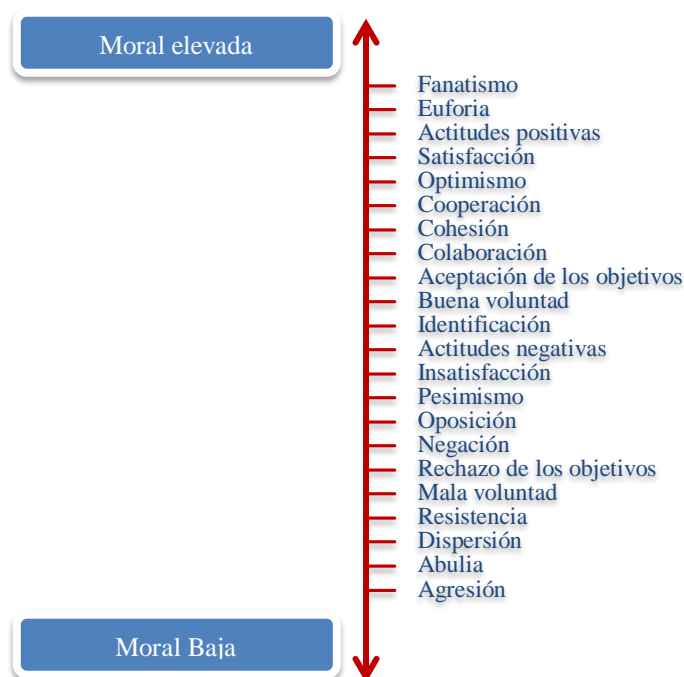 Moral elevada
Fanatismo
Euforia
Actitudes positivas
Satisfacción
Optimismo
Cooperación
Cohesión
Colaboración
Aceptación de los objetivos
Buena voluntad
Identificación
Actitudes negativas
Insatisfacción
Pesimismo
Oposición
Negación
Rechazo de los objetivos
Mala voluntad
Resistencia
Dispersión
Abulia
Agresión
Moral Baja